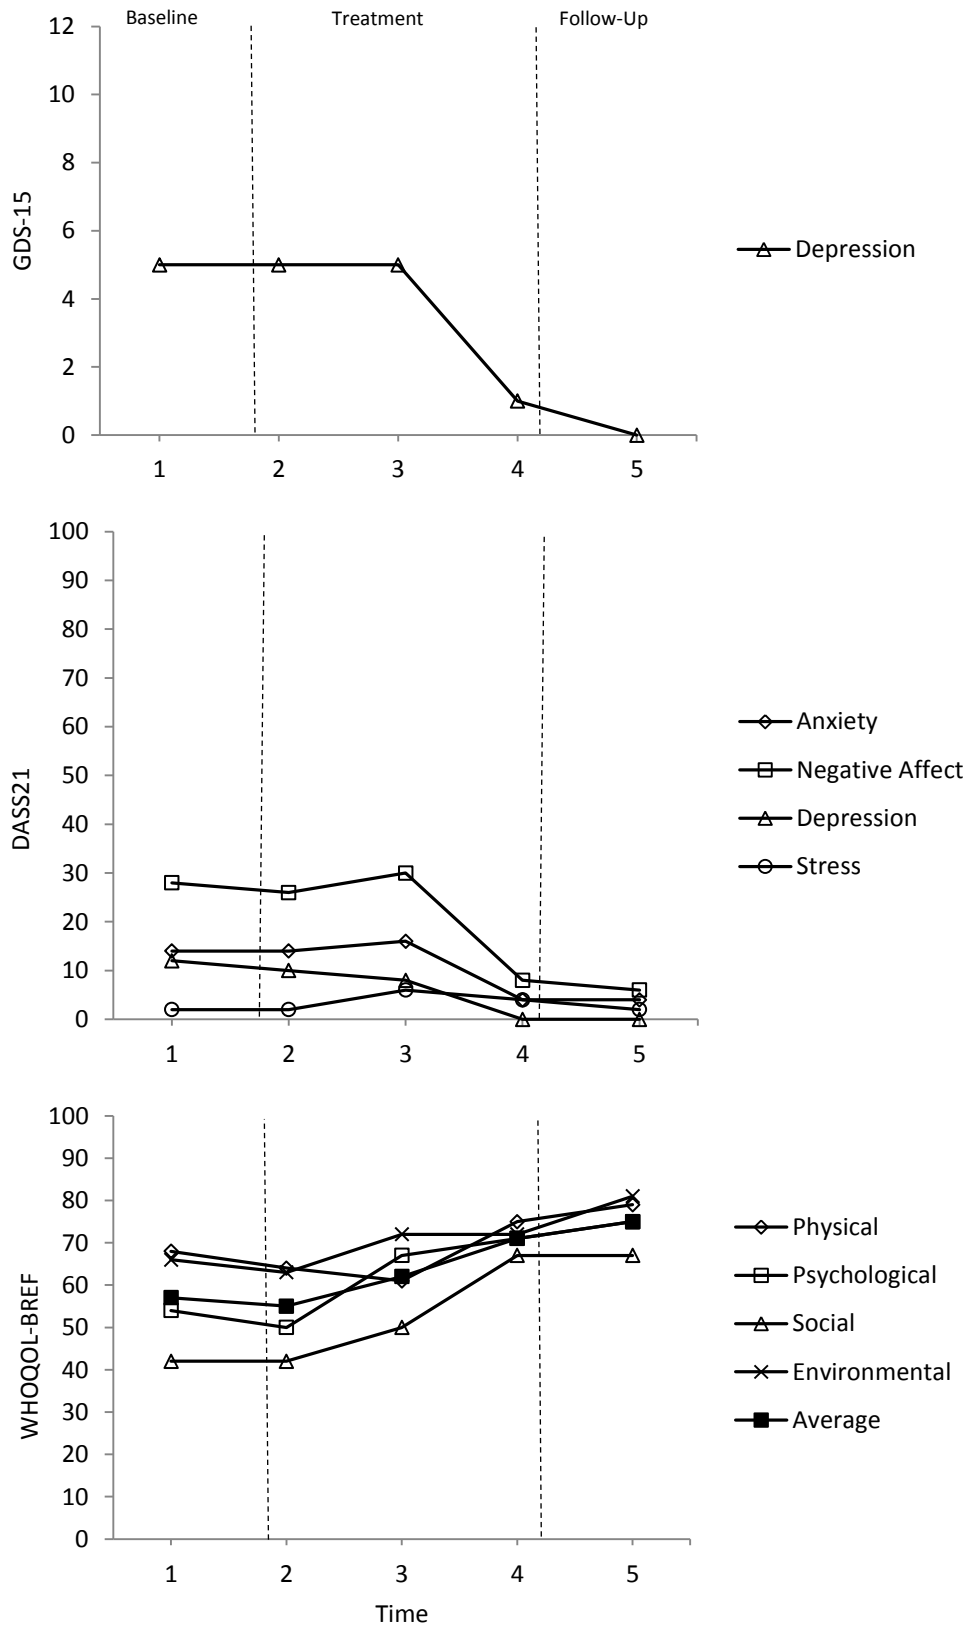 Baseline Treatment Follow-Up
12
10
8
6
4
2
0
GDS-15
1 2 3 4 5
Depression
100
90
80
70
60
50
40
30
20
10
0
DASS21
1 2 3 4 5
Anxiety
Negative Affect
Depression
Stress
100
90
80
70
60
50
40
30
20
10
0
WHOQOL-BREF
1 2 3 4 5
Time
Physical
Psychological
Social
Environmental
Average